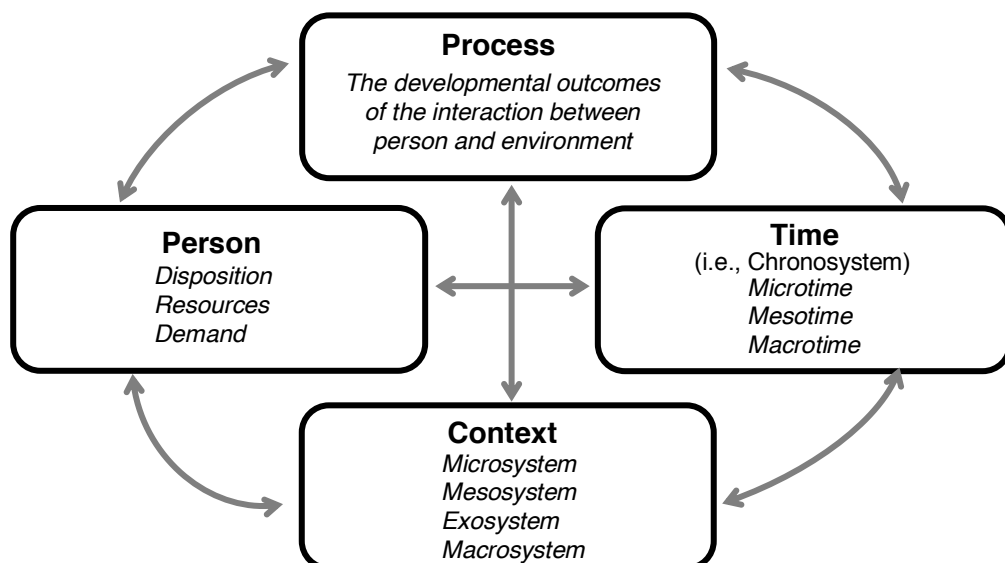 Process
The developmental outcomes
of the interaction between
person and environment
Person
Disposition
Resources
Demand
Time
(i.e., Chronosystem)
Microtime
Mesotime
Macrotime
Context
Microsystem
Mesosystem
Exosystem
Macrosystem